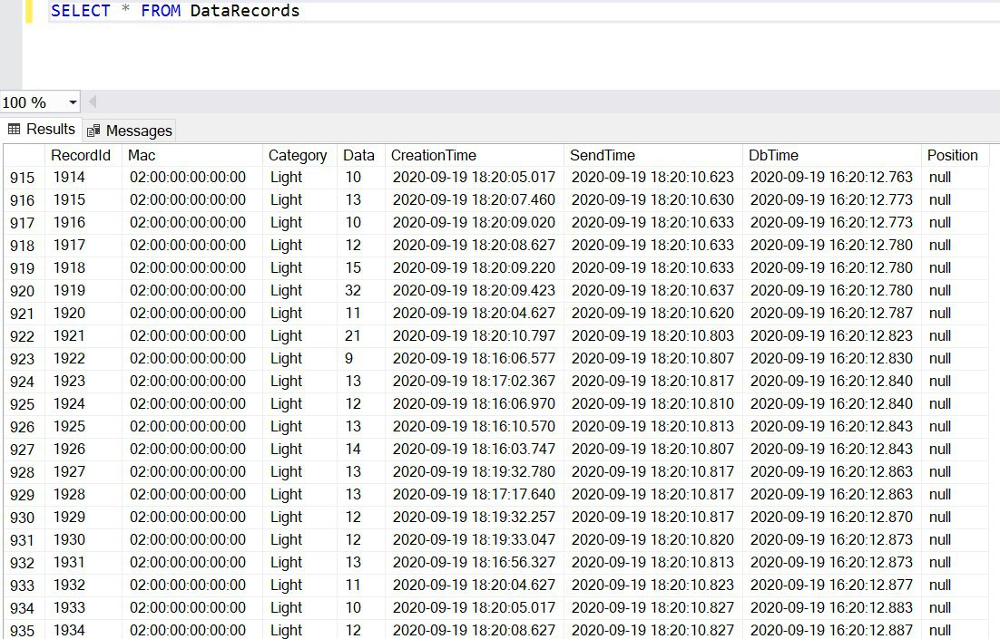 SELECT * FROM DataRecords
100 %
Results Messages
RecordId Mac Category Data CreationTime SendTime DbTime Position
915 1914 02:00:00:00:00:00 Light 10 2020-09-19 18:20:05.017 2020-09-19 18:20:10.623 2020-09-19 16:20:12.763 null
916 1915 02:00:00:00:00:00 Light 13 2020-09-19 18:20:07.460 2020-09-19 18:20:10.630 2020-09-19 16:20:12.773 null
917 1916 02:00:00:00:00:00 Light 10 2020-09-19 18:20:09.020 2020-09-19 18:20:10.633 2020-09-19 16:20:12.773 null
918 1917 02:00:00:00:00:00 Light 12 2020-09-19 18:20:08.627 2020-09-19 18:20:10.633 2020-09-19 16:20:12.780 null
919 1918 02:00:00:00:00:00 Light 15 2020-09-19 18:20:09.220 2020-09-19 18:20:10.633 2020-09-19 16:20:12.780 null
920 1919 02:00:00:00:00:00 Light 32 2020-09-19 18:20:09.423 2020-09-19 18:20:10.637 2020-09-19 16:20:12.780 null
921 1920 02:00:00:00:00:00 Light 11 2020-09-19 18:20:04.627 2020-09-19 18:20:10.620 2020-09-19 16:20:12.787 null
922 1921 02:00:00:00:00:00 Light 21 2020-09-19 18:20:10.797 2020-09-19 18:20:10.803 2020-09-19 16:20:12.823 null
923 1922 02:00:00:00:00:00 Light 9 2020-09-19 18:16:06.577 2020-09-19 18:20:10.807 2020-09-19 16:20:12.830 null
924 1923 02:00:00:00:00:00 Light 13 2020-09-19 18:17:02.367 2020-09-19 18:20:10.817 2020-09-19 16:20:12.840 null
925 1924 02:00:00:00:00:00 Light 12 2020-09-19 18:16:06.970 2020-09-19 18:20:10.810 2020-09-19 16:20:12.840 null
926 1925 02:00:00:00:00:00 Light 13 2020-09-19 18:16:10.570 2020-09-19 18:20:10.813 2020-09-19 16:20:12.843 null
927 1926 02:00:00:00:00:00 Light 14 2020-09-19 18:16:03.747 2020-09-19 18:20:10.807 2020-09-19 16:20:12.843 null
928 1927 02:00:00:00:00:00 Light 13 2020-09-19 18:19:32.780 2020-09-19 18:20:10.817 2020-09-19 16:20:12.863 null
929 1928 02:00:00:00:00:00 Light 13 2020-09-19 18:17:17.640 2020-09-19 18:20:10.817 2020-09-19 16:20:12.863 null
930 1929 02:00:00:00:00:00 Light 12 2020-09-19 18:19:32.257 2020-09-19 18:20:10.817 2020-09-19 16:20:12.870 null
931 1930 02:00:00:00:00:00 Light 12 2020-09-19 18:19:33.047 2020-09-19 18:20:10.820 2020-09-19 16:20:12.873 null
932 1931 02:00:00:00:00:00 Light 13 2020-09-19 18:16:56.327 2020-09-19 18:20:10.813 2020-09-19 16:20:12.873 null
933 1932 02:00:00:00:00:00 Light 11 2020-09-19 18:20:04.627 2020-09-19 18:20:10.823 2020-09-19 16:20:12.877 null
934 1933 02:00:00:00:00:00 Light 10 2020-09-19 18:20:05.017 2020-09-19 18:20:10.827 2020-09-19 16:20:12.883 null
935 1934 02:00:00:00:00:00 Light 12 2020-09-19 18:20:08.627 2020-09-19 18:20:10.827 2020-09-19 16:20:12.887 null